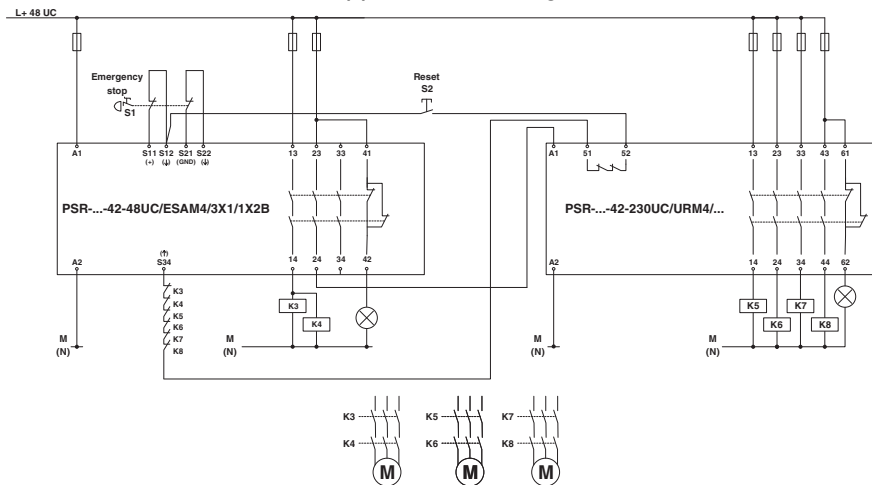 L+ 48 UC
Emergency
stop
S1
Reset
S2
A1
S11
(+)
S12
(↓)
S21
(GND)
S22
(↓)
13
23
33
41
A1
51
52
13
23
33
43
61
PSR-...-42-48UC/ESAM4/3X1/1X2B
PSR-...-42-230UC/URM4/...
A2
(↑)
S34
14
24
34
42
A2
14
24
34
44
62
K3
K4
K5
K6
K7
K8
M
(N)
K3
K4
M
(N)
M
(N)
K5
K6
K7
K8
M
(N)
K3
K4
M
K5
K6
M
K7
K8
M